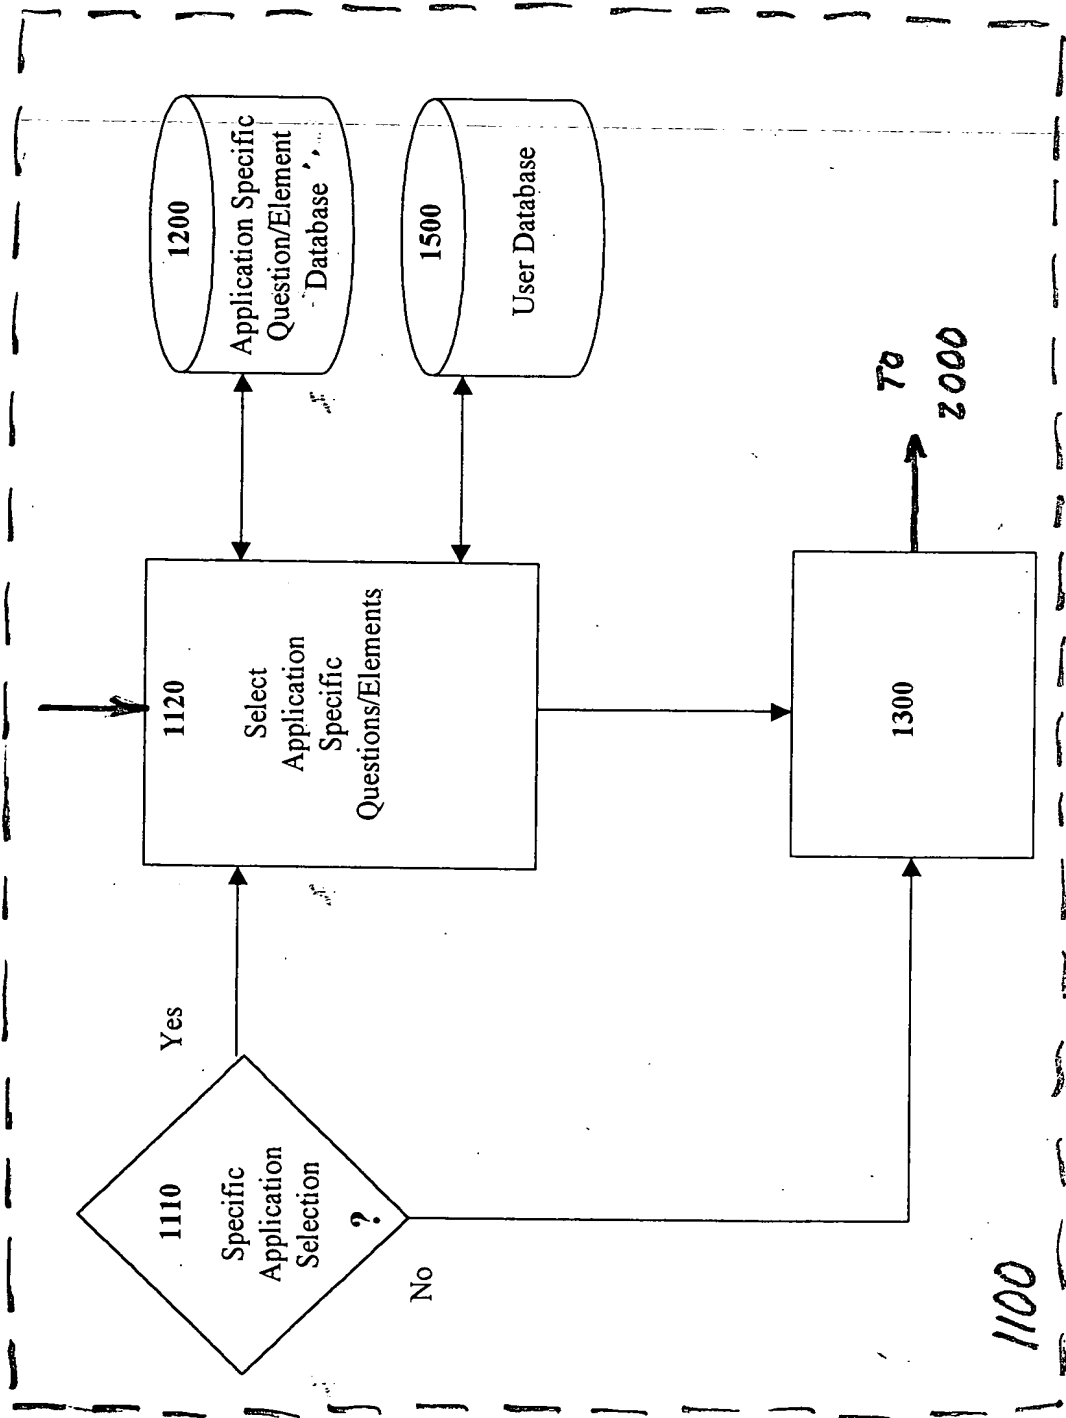 1110
Specific
Application
Selection
?
Yes
No
1120
Select
Application
Specific
Questions/Elements
1200
Application Specific
Question/Element
Database
1500
User Database
1300
To
2000
1100